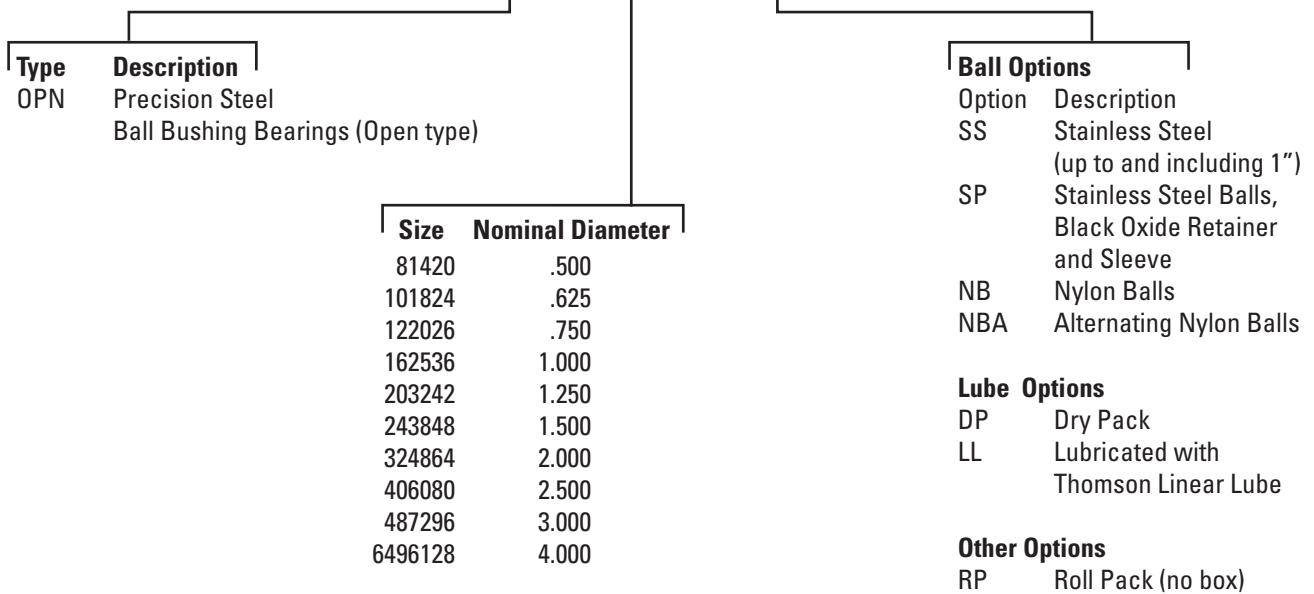 Type Description
OPN Precision Steel
Ball Bushing Bearings (Open type)
Size Nominal Diameter
81420 .500
101824 .625
122026 .750
162536 1.000
203242 1.250
243848 1.500
324864 2.000
406080 2.500
487296 3.000
6496128 4.000
Ball Options
Option Description
SS Stainless Steel
(up to and including 1”)
SP Stainless Steel Balls,
Black Oxide Retainer
and Sleeve
NB Nylon Balls
NBA Alternating Nylon Balls
Lube Options
DP Dry Pack
LL Lubricated with
Thomson Linear Lube
Other Options
RP Roll Pack (no box)